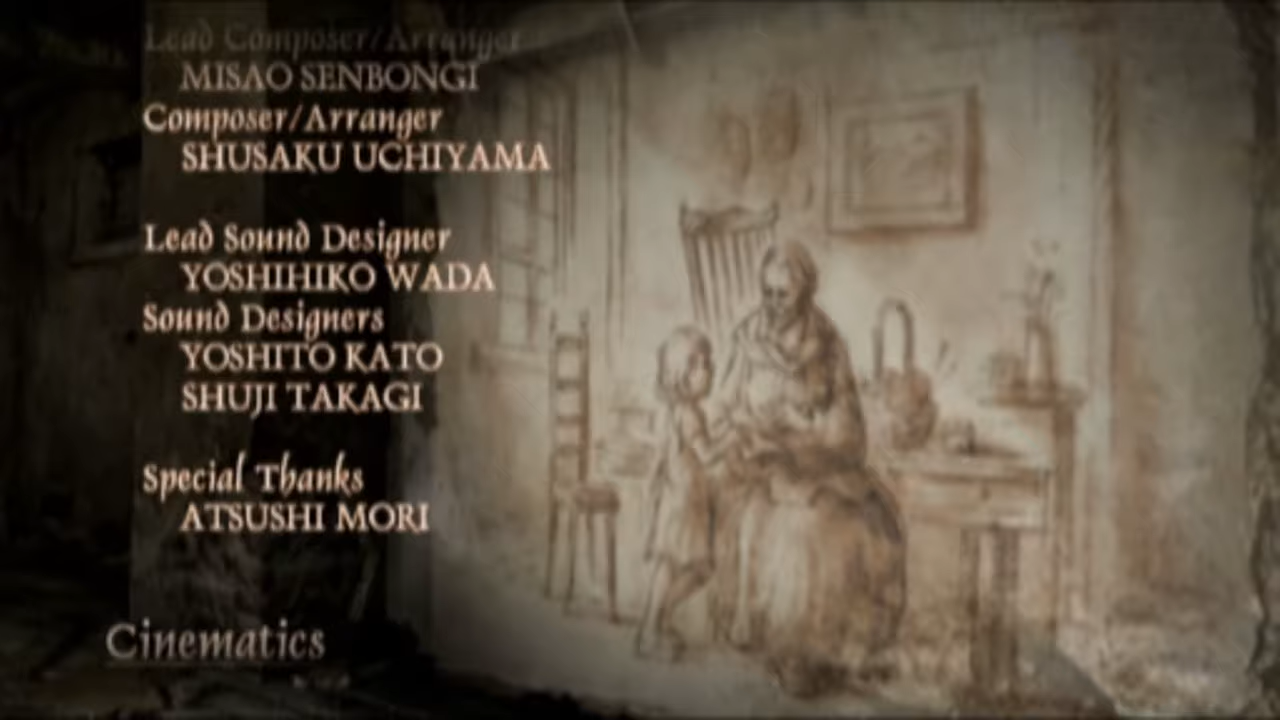 Lead Composer/Arranger
MISAO SENBONGI
Composer/Arranger
SHUSAKU UCHIYAMA
Lead Sound Designer
YOSHIHIKO WADA
Sound Designers
YOSHITO KATO
SHUJI TAKAGI
Special Thanks
ATSUSHI MORI
Cinematics